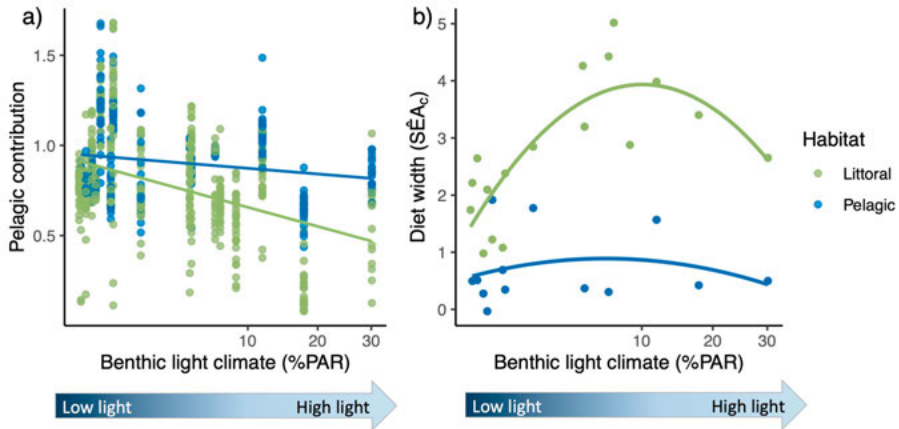 a)
Pelagic contribution
1.5
1.0
0.5
10
20
30
Benthic light climate (%PAR)
Low light
High light
b)
Diet width (SÊAc)
5
4
3
2
1
0
10
20
30
Benthic light climate (%PAR)
Low light
High light
Habitat
Littoral
Pelagic